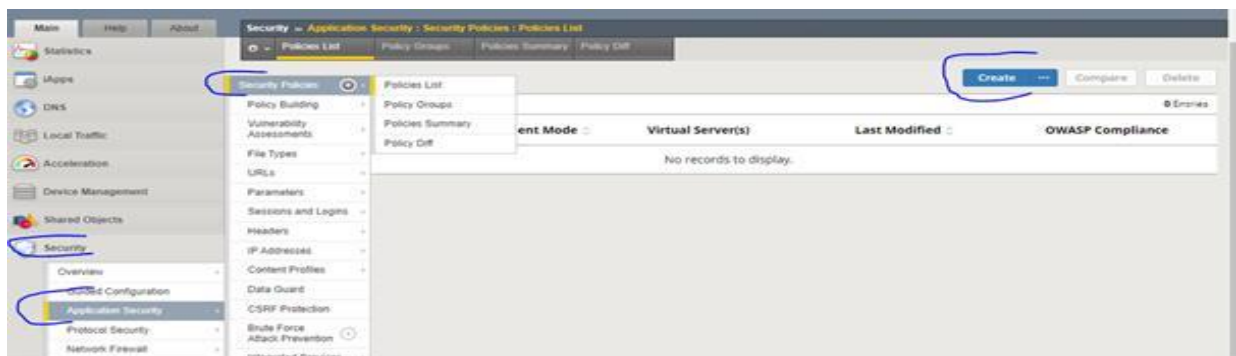 Main Help About
Security » Application Security : Security Policies : Policies List
Policies List Policy Groups Policies Summary Policy Diff
Statistics
iApps
DNS
Local Traffic
Acceleration
Device Management
Shared Objects
Security
Overview
Guided Configuration
Application Security
Protocol Security
Network Firewall
Security Policies
Policy Building
Vulnerability
Assessments
File Types
URLs
Parameters
Sessions and Logins
Headers
IP Addresses
Content Profiles
Data Guard
CSRF Protection
Brute Force
Attack Prevention
Policies List
Policy Groups
Policies Summary
Policy Diff
Create ... Compare Delete
0 Entries
ent Mode Virtual Server(s) Last Modified OWASP Compliance
No records to display.